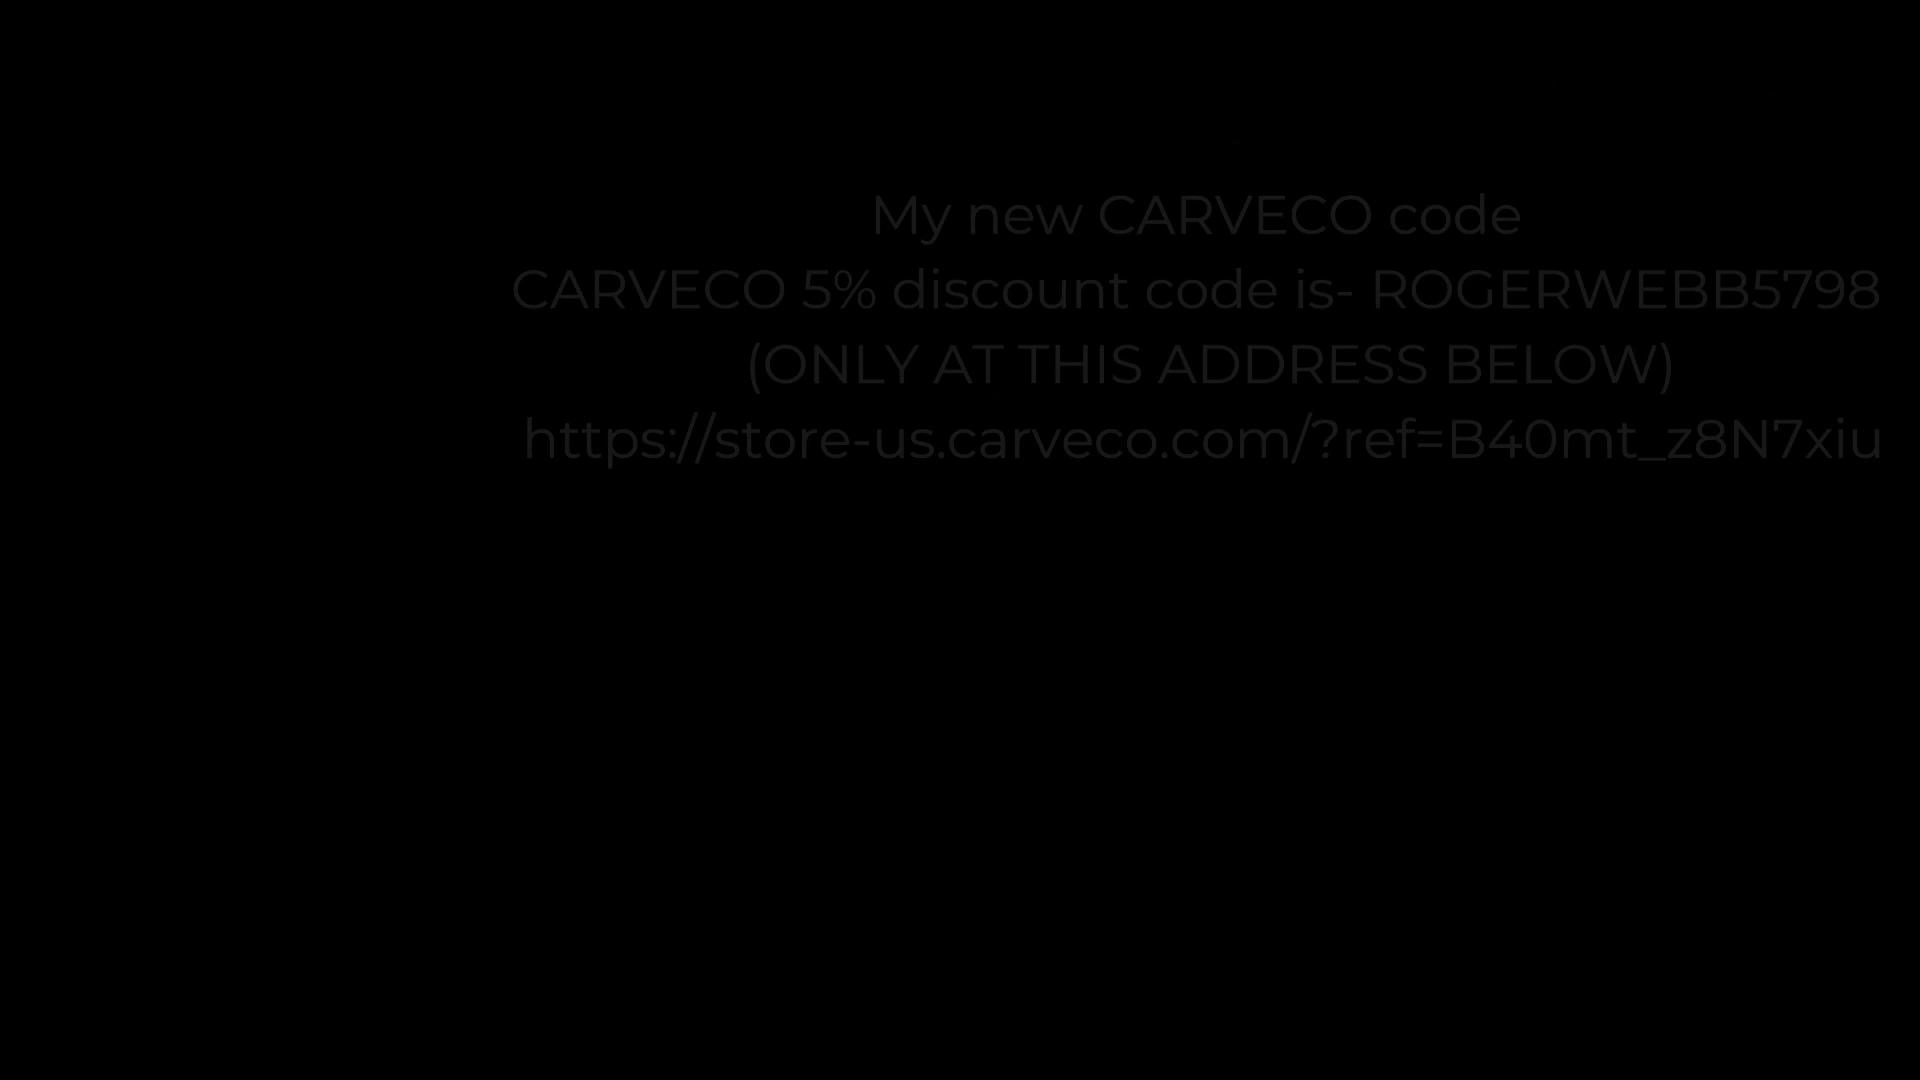 My new CARVECO code
CARVECO 5% discount code is- ROGERWEBB5798
(ONLY AT THIS ADDRESS BELOW)
https://store-us.carveco.com/?ref=B40mt_z8N7xiu